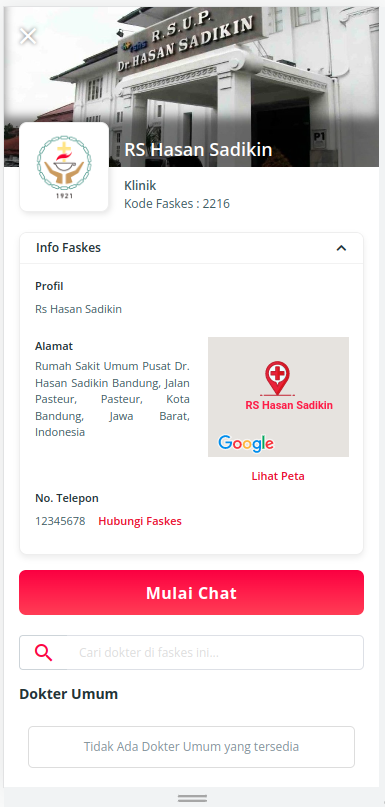 R.S.U.P.
Dr. HASAN SADIKIN
P1
1921
RS Hasan Sadikin
Klinik
Kode Faskes : 2216
Info Faskes
Profil
Rs Hasan Sadikin
Alamat
Rumah Sakit Umum Pusat Dr.
Hasan Sadikin Bandung, Jalan
Pasteur, Pasteur, Kota
Bandung, Jawa Barat,
Indonesia
RS Hasan Sadikin
Google
Lihat Peta
No. Telepon
12345678 Hubungi Faskes
Mulai Chat
Cari dokter di faskes ini...
Dokter Umum
Tidak Ada Dokter Umum yang tersedia